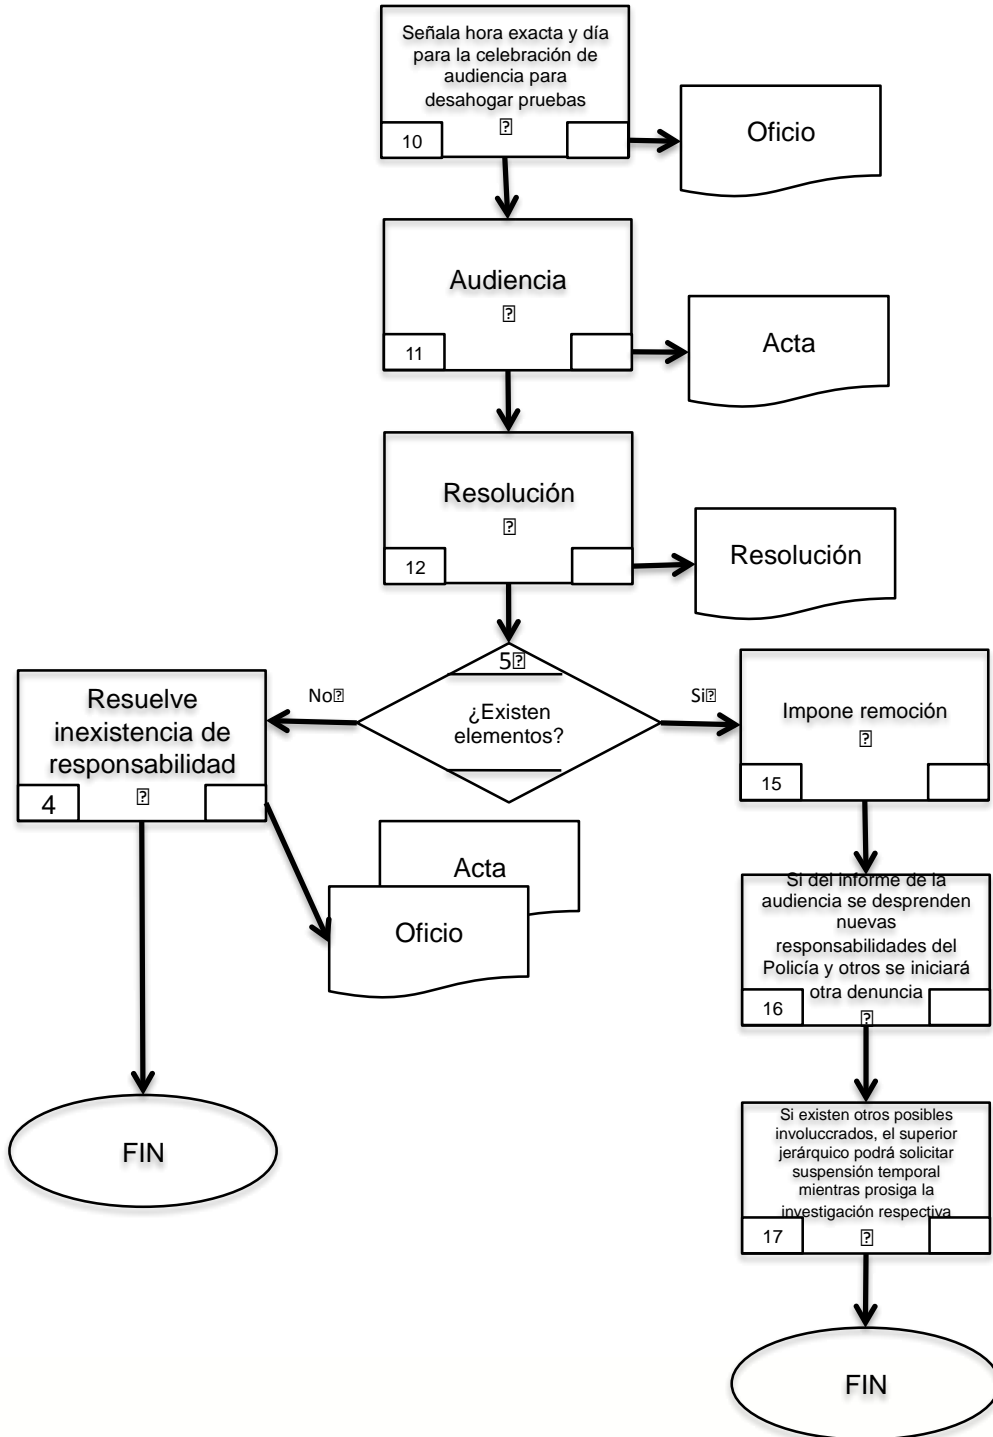 Señala hora exacta y día
para la celebración de
audiencia para
desahogar pruebas
10
Oficio
Audiencia
11
Acta
Resolución
12
Resolución
5
¿Existen
elementos?
No
Si
Resuelve
inexistencia de
responsabilidad
4
Acta
Oficio
FIN
Impone remoción
15
Si del informe de la
audiencia se desprenden
nuevas
responsabilidades del
Policía y otros se iniciará
otra denuncia
16
Si existen otros posibles
involuccrados, el superior
jerárquico podrá solicitar
suspensión temporal
mientras prosiga la
investigación respectiva
17
FIN